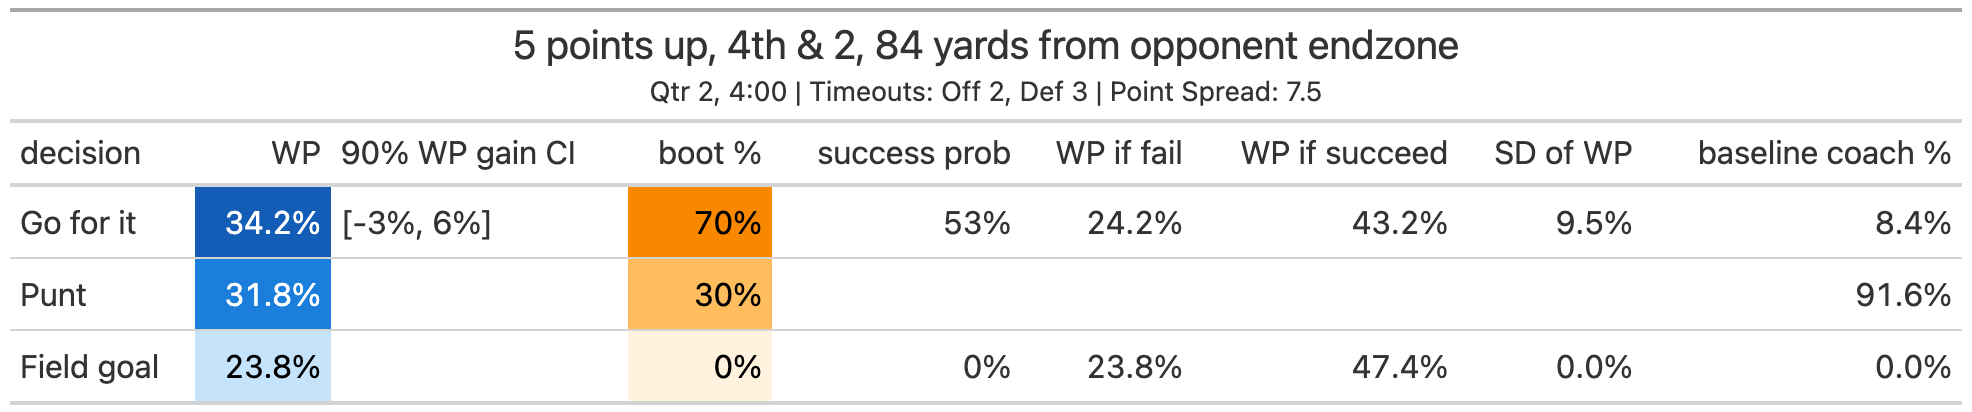 5 points up, 4th & 2, 84 yards from opponent endzone
Qtr 2, 4:00 | Timeouts: Off 2, Def 3 | Point Spread: 7.5
decision WP 90% WP gain CI boot % success prob WP if fail WP if succeed SD of WP baseline coach %
Go for it 34.2% [-3%, 6%] 70% 53% 24.2% 43.2% 9.5% 8.4%
Punt 31.8% 30% 91.6%
Field goal 23.8% 0% 0% 23.8% 47.4% 0.0% 0.0%